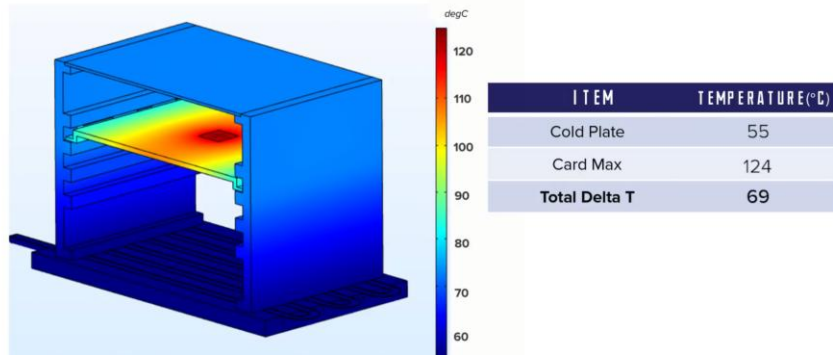 degC
120
110
100
90
80
70
60
ITEM TEMPERATURE(°C)
Cold Plate 55
Card Max 124
Total Delta T 69